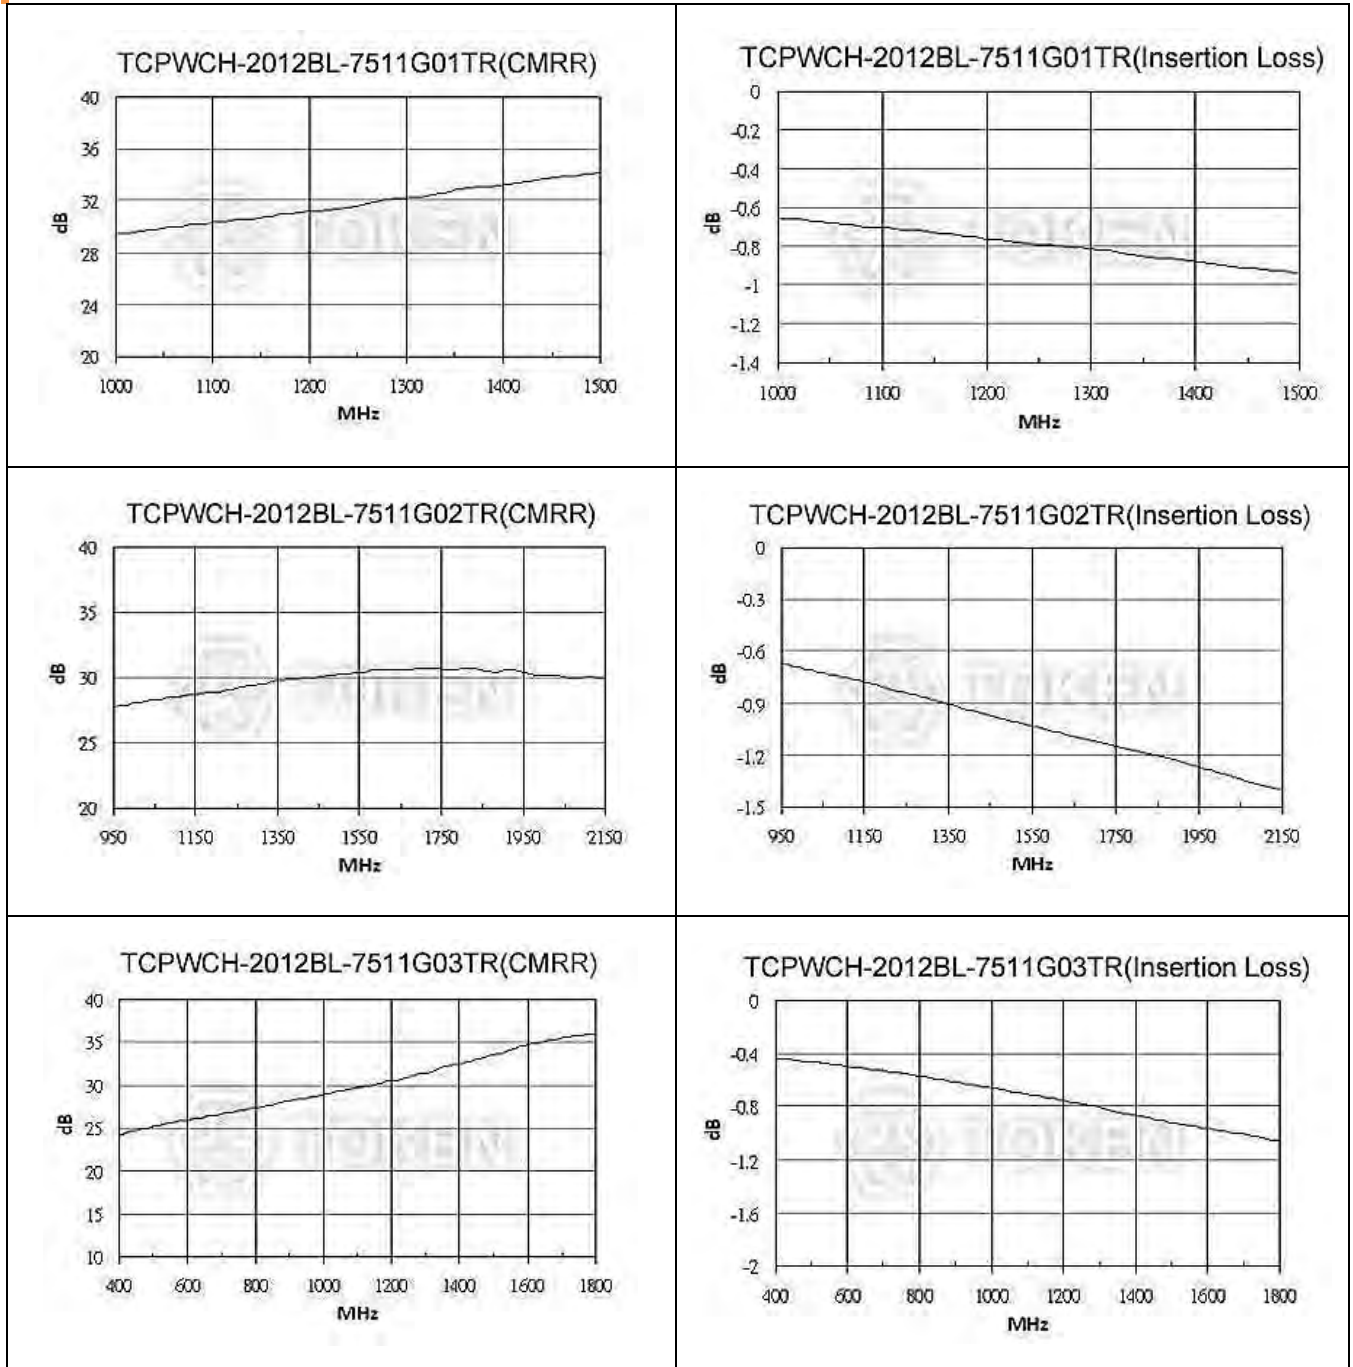 TCPWCH-2012BL-7511G01TR(CMRR)
40
36
32
28
24
20
dB
1000 1100 1200 1300 1400 1500
MHz
TCPWCH-2012BL-7511G01TR(Insertion Loss)
0
-0.2
-0.4
-0.6
-0.8
-1
-1.2
-1.4
dB
1000 1100 1200 1300 1400 1500
MHz
TCPWCH-2012BL-7511G02TR(CMRR)
40
35
30
25
20
dB
950 1150 1350 1550 1750 1950 2150
MHz
TCPWCH-2012BL-7511G02TR(Insertion Loss)
0
-0.3
-0.6
-0.9
-1.2
-1.5
dB
950 1150 1350 1550 1750 1950 2150
MHz
TCPWCH-2012BL-7511G03TR(CMRR)
40
35
30
25
20
15
10
dB
400 600 800 1000 1200 1400 1600 1800
MHz
TCPWCH-2012BL-7511G03TR(Insertion Loss)
0
-0.4
-0.8
-1.2
-1.6
-2
dB
400 600 800 1000 1200 1400 1600 1800
MHz